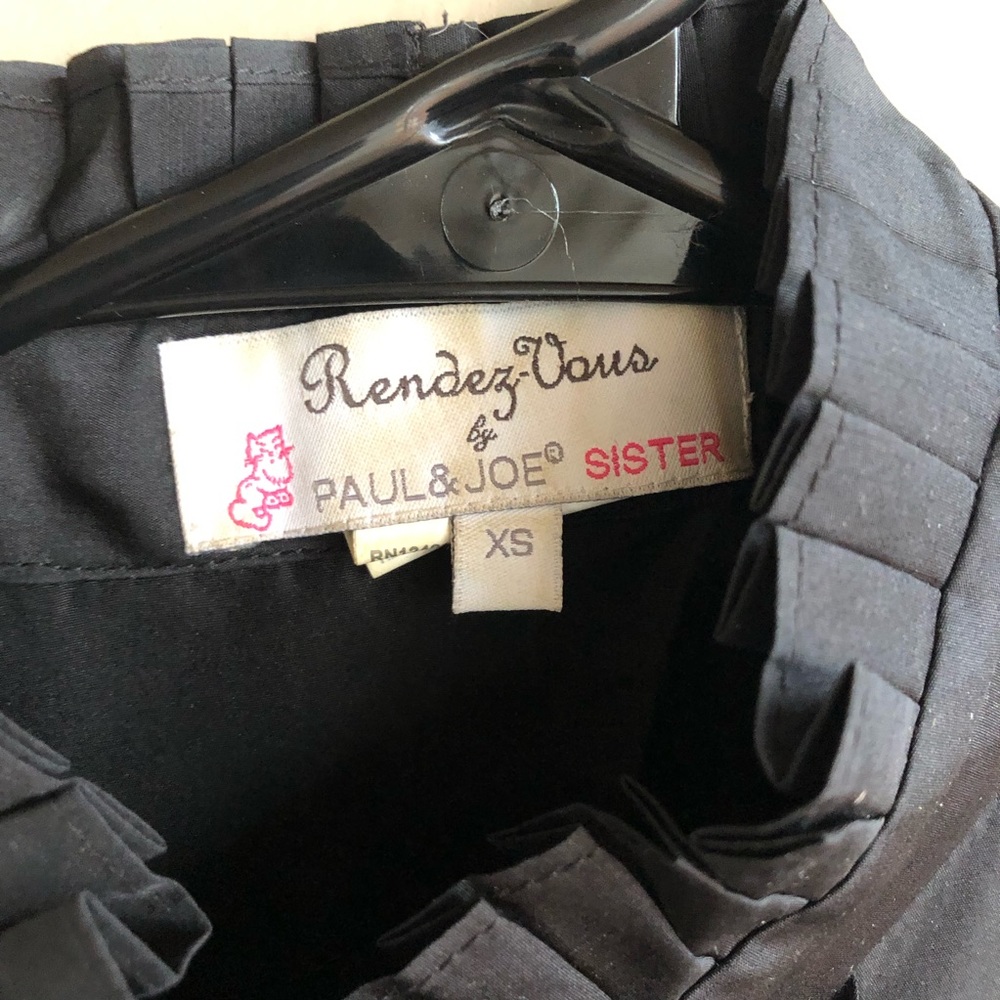 Rendez-Vous
by
PAUL&JOE® SISTER
XS